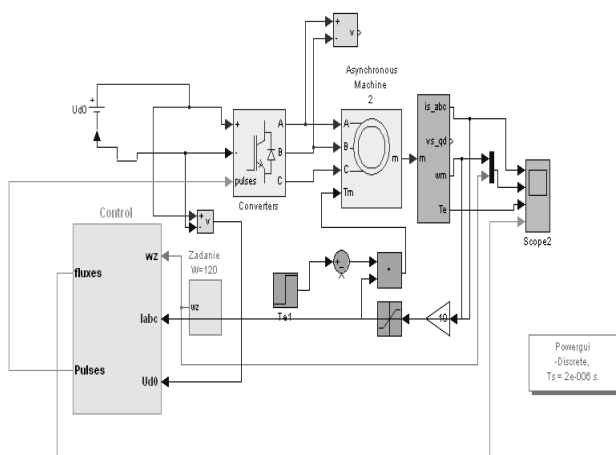 +
v
-
Asynchronous
Machine
2
is_abc
Ud0
+
+
A
A
vs_qd
-
B
B
m
m
wm
pulses
C
C
Tm
Te
Converters
Scope2
Control
+
v
-
Zadanie
W=120
wz
fluxes
wz
Te1
Iabc
10
Pulses
Ud0
Powergui
-Discrete,
Ts = 2e-006 s.